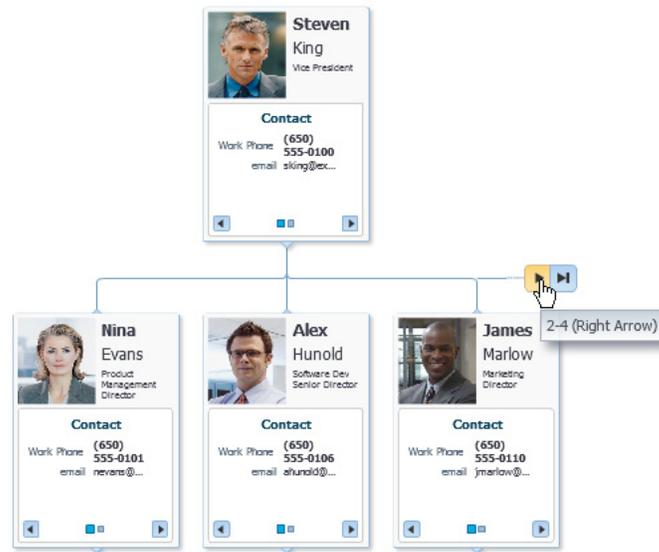 Steven
King
Vice President
Contact
Work Phone (650)
555-0100
email sking@ex...
2-4 (Right Arrow)
Nina
Evans
Product
Management
Director
Contact
Work Phone (650)
555-0101
email nevans@...
Alex
Hunold
Software Dev
Senior Director
Contact
Work Phone (650)
555-0106
email ahunold@...
James
Marlow
Marketing
Director
Contact
Work Phone (650)
555-0110
email jmarlow@...